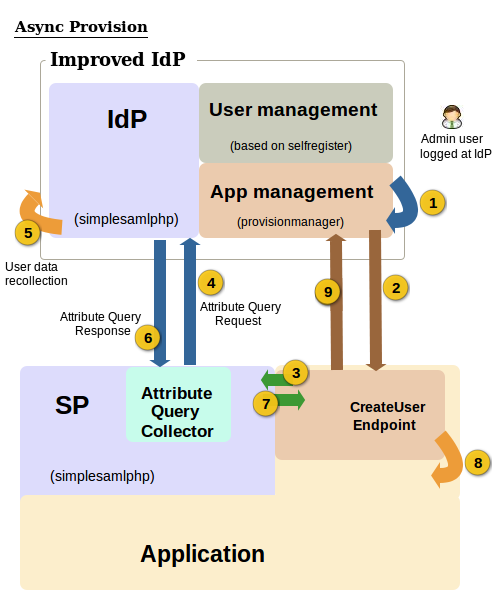 Async Provision
Improved IdP
IdP
User management
(based on selfregister)
App management
(simplesamlphp)
(provisionmanager)
Admin user
logged at IdP
1
5
User data
recollection
4
9
2
Attribute Query
Request
Attribute Query
Response
6
3
7
SP
Attribute
Query
Collector
CreateUser
Endpoint
(simplesamlphp)
8
Application